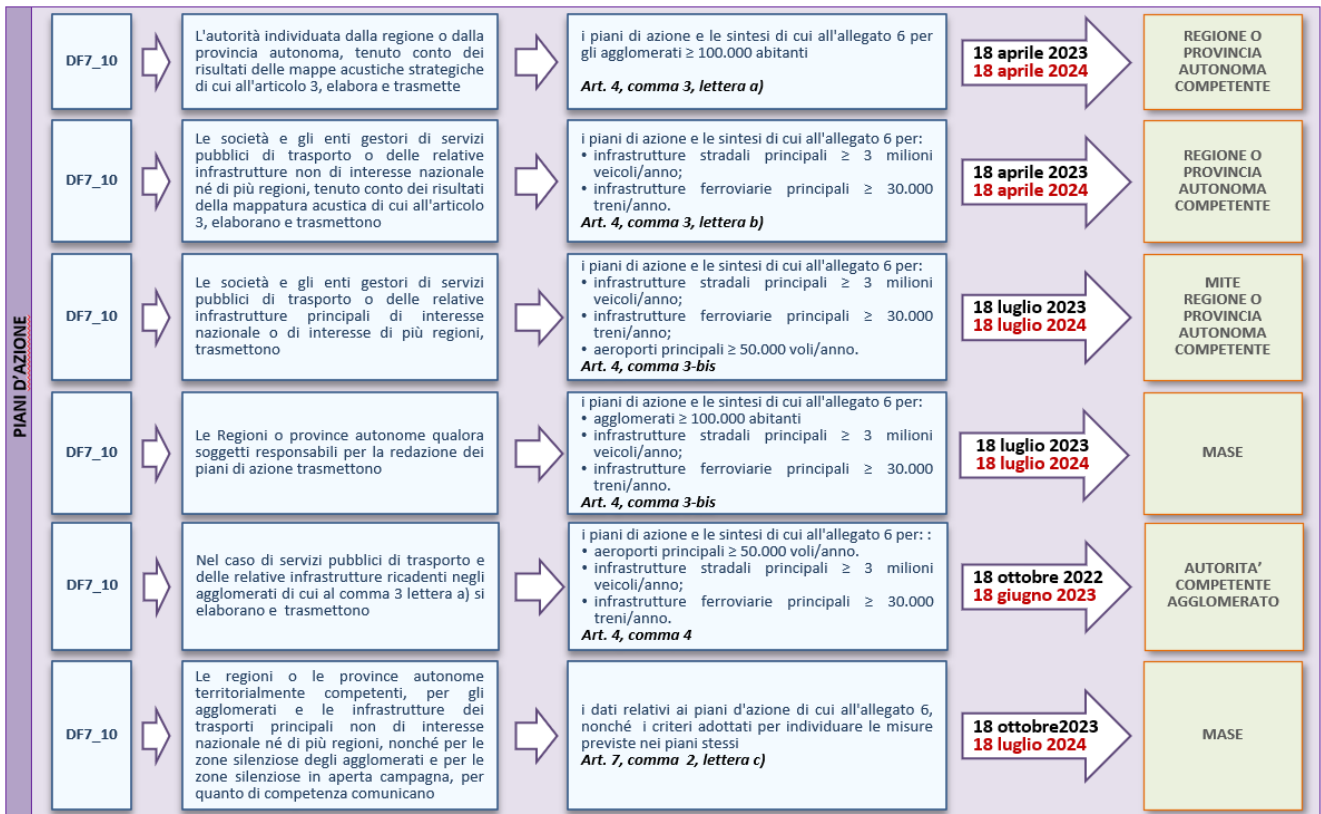 PIANI D'AZIONE
DF7_10
L'autorità individuata dalla regione o dalla
provincia autonoma, tenuto conto dei
risultati delle mappe acustiche strategiche
di cui all'articolo 3, elabora e trasmette
i piani di azione e le sintesi di cui all'allegato 6 per
gli agglomerati ≥ 100.000 abitanti
Art. 4, comma 3, lettera a)
18 aprile 2023
18 aprile 2024
REGIONE O
PROVINCIA
AUTONOMA
COMPETENTE
DF7_10
Le società e gli enti gestori di servizi
pubblici di trasporto o delle relative
infrastrutture non di interesse nazionale
né di più regioni, tenuto conto dei risultati
della mappatura acustica di cui all'articolo
3, elaborano e trasmettono
i piani di azione e le sintesi di cui all'allegato 6 per:
• infrastrutture stradali principali ≥ 3 milioni
veicoli/anno;
• infrastrutture ferroviarie principali ≥ 30.000
treni/anno.
Art. 4, comma 3, lettera b)
18 aprile 2023
18 aprile 2024
REGIONE O
PROVINCIA
AUTONOMA
COMPETENTE
DF7_10
Le società e gli enti gestori di servizi
pubblici di trasporto o delle relative
infrastrutture principali di interesse
nazionale o di interesse di più regioni,
trasmettono
i piani di azione e le sintesi di cui all'allegato 6 per:
• infrastrutture stradali principali ≥ 3 milioni
veicoli/anno;
• infrastrutture ferroviarie principali ≥ 30.000
treni/anno;
• aeroporti principali ≥ 50.000 voli/anno.
Art. 4, comma 3-bis
18 luglio 2023
18 luglio 2024
MITE
REGIONE O
PROVINCIA
AUTONOMA
COMPETENTE
DF7_10
Le Regioni o province autonome qualora
soggetti responsabili per la redazione dei
piani di azione trasmettono
i piani di azione e le sintesi di cui all'allegato 6 per:
• agglomerati ≥ 100.000 abitanti
• infrastrutture stradali principali ≥ 3 milioni
veicoli/anno;
• infrastrutture ferroviarie principali ≥ 30.000
treni/anno.
Art. 4, comma 3-bis
18 luglio 2023
18 luglio 2024
MASE
DF7_10
Nel caso di servizi pubblici di trasporto e
delle relative infrastrutture ricadenti negli
agglomerati di cui al comma 3 lettera a) si
elaborano e trasmettono
i piani di azione e le sintesi di cui all'allegato 6 per: :
• aeroporti principali ≥ 50.000 voli/anno.
• infrastrutture stradali principali ≥ 3 milioni
veicoli/anno;
• infrastrutture ferroviarie principali ≥ 30.000
treni/anno.
Art. 4, comma 4
18 ottobre 2022
18 giugno 2023
AUTORITA'
COMPETENTE
AGGLOMERATO
DF7_10
Le regioni o le province autonome
territorialmente competenti, per gli
agglomerati e le infrastrutture dei
trasporti principali non di interesse
nazionale né di più regioni, nonché per le
zone silenziose degli agglomerati e per le
zone silenziose in aperta campagna, per
quanto di competenza comunicano
i dati relativi ai piani d'azione di cui all'allegato 6,
nonché i criteri adottati per individuare le misure
previste nei piani stessi
Art. 7, comma 2, lettera c)
18 ottobre2023
18 luglio 2024
MASE